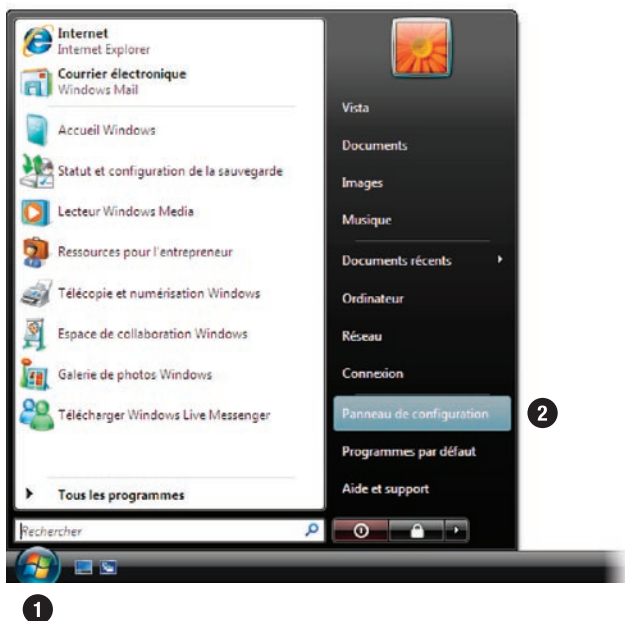 Internet
Internet Explorer
Courrier électronique
Windows Mail
Accueil Windows
Statut et configuration de la sauvegarde
Lecteur Windows Media
Ressources pour l'entrepreneur
Télécopie et numérisation Windows
Espace de collaboration Windows
Galerie de photos Windows
Télécharger Windows Live Messenger
Tous les programmes
Rechercher
Vista
Documents
Images
Musique
Documents récents
Ordinateur
Réseau
Connexion
Panneau de configuration
2
Programmes par défaut
Aide et support
1